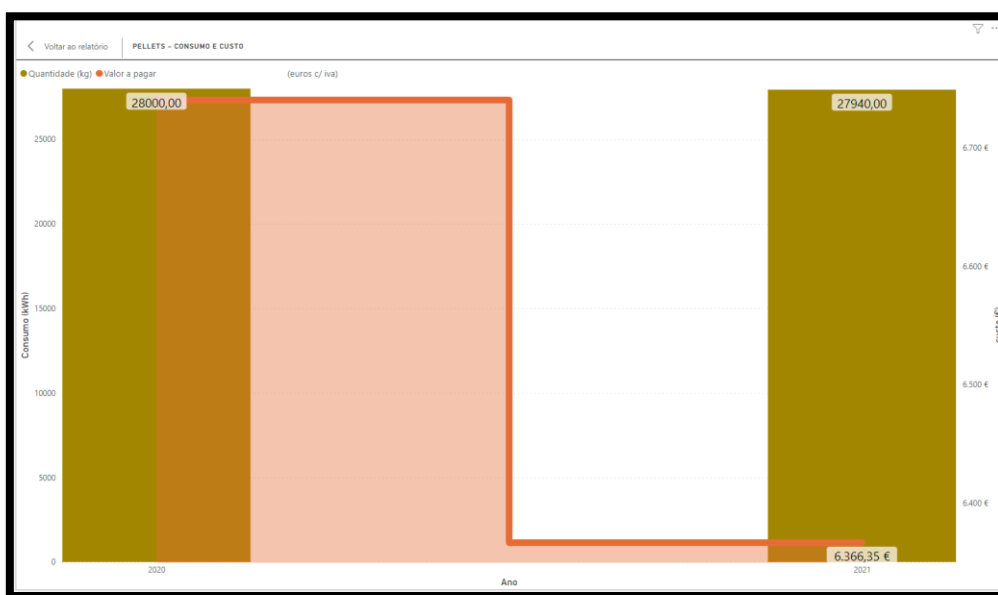 Voltar ao relatório
PELLETS – CONSUMO E CUSTO
Quantidade (kg) Valor a pagar (euros c/ iva)
28000,00
27940,00
25000
20000
15000
10000
5000
0
Consumo (kWh)
6.700 €
6.600 €
6.500 €
6.400 €
custo (€)
6.366,35 €
2020
2021
Ano